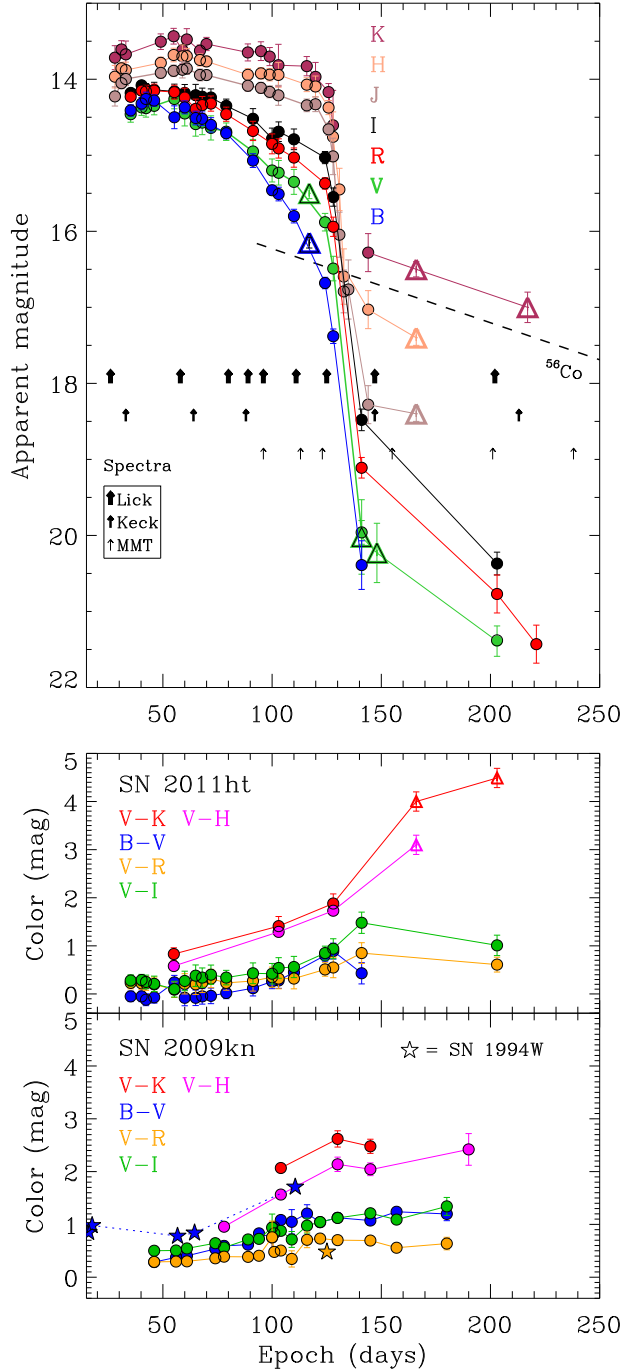 K
H
J
I
R
V
B
14
16
18
20
22
Apparent magnitude
56Co
Spectra
Lick
Keck
MMT
50 100 150 200 250
SN 2011ht
V-K V-H
B-V
V-R
V-I
5
4
3
2
1
0
Color (mag)
SN 2009kn
= SN 1994W
V-K V-H
B-V
V-R
V-I
5
4
3
2
1
0
Color (mag)
50 100 150 200 250
Epoch (days)